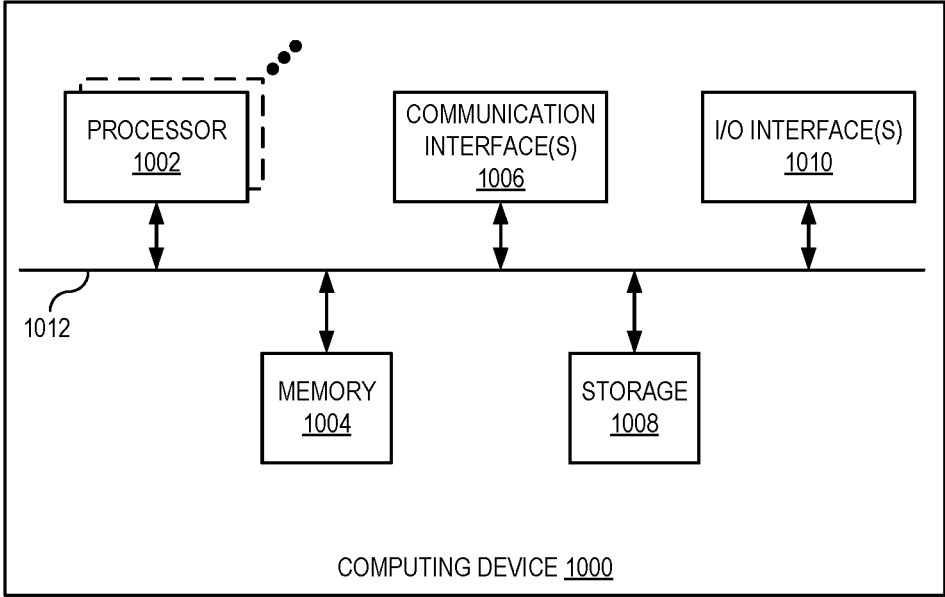 PROCESSOR
1002
COMMUNICATION
INTERFACE(S)
1006
I/O INTERFACE(S)
1010
1012
MEMORY
1004
STORAGE
1008
COMPUTING DEVICE 1000